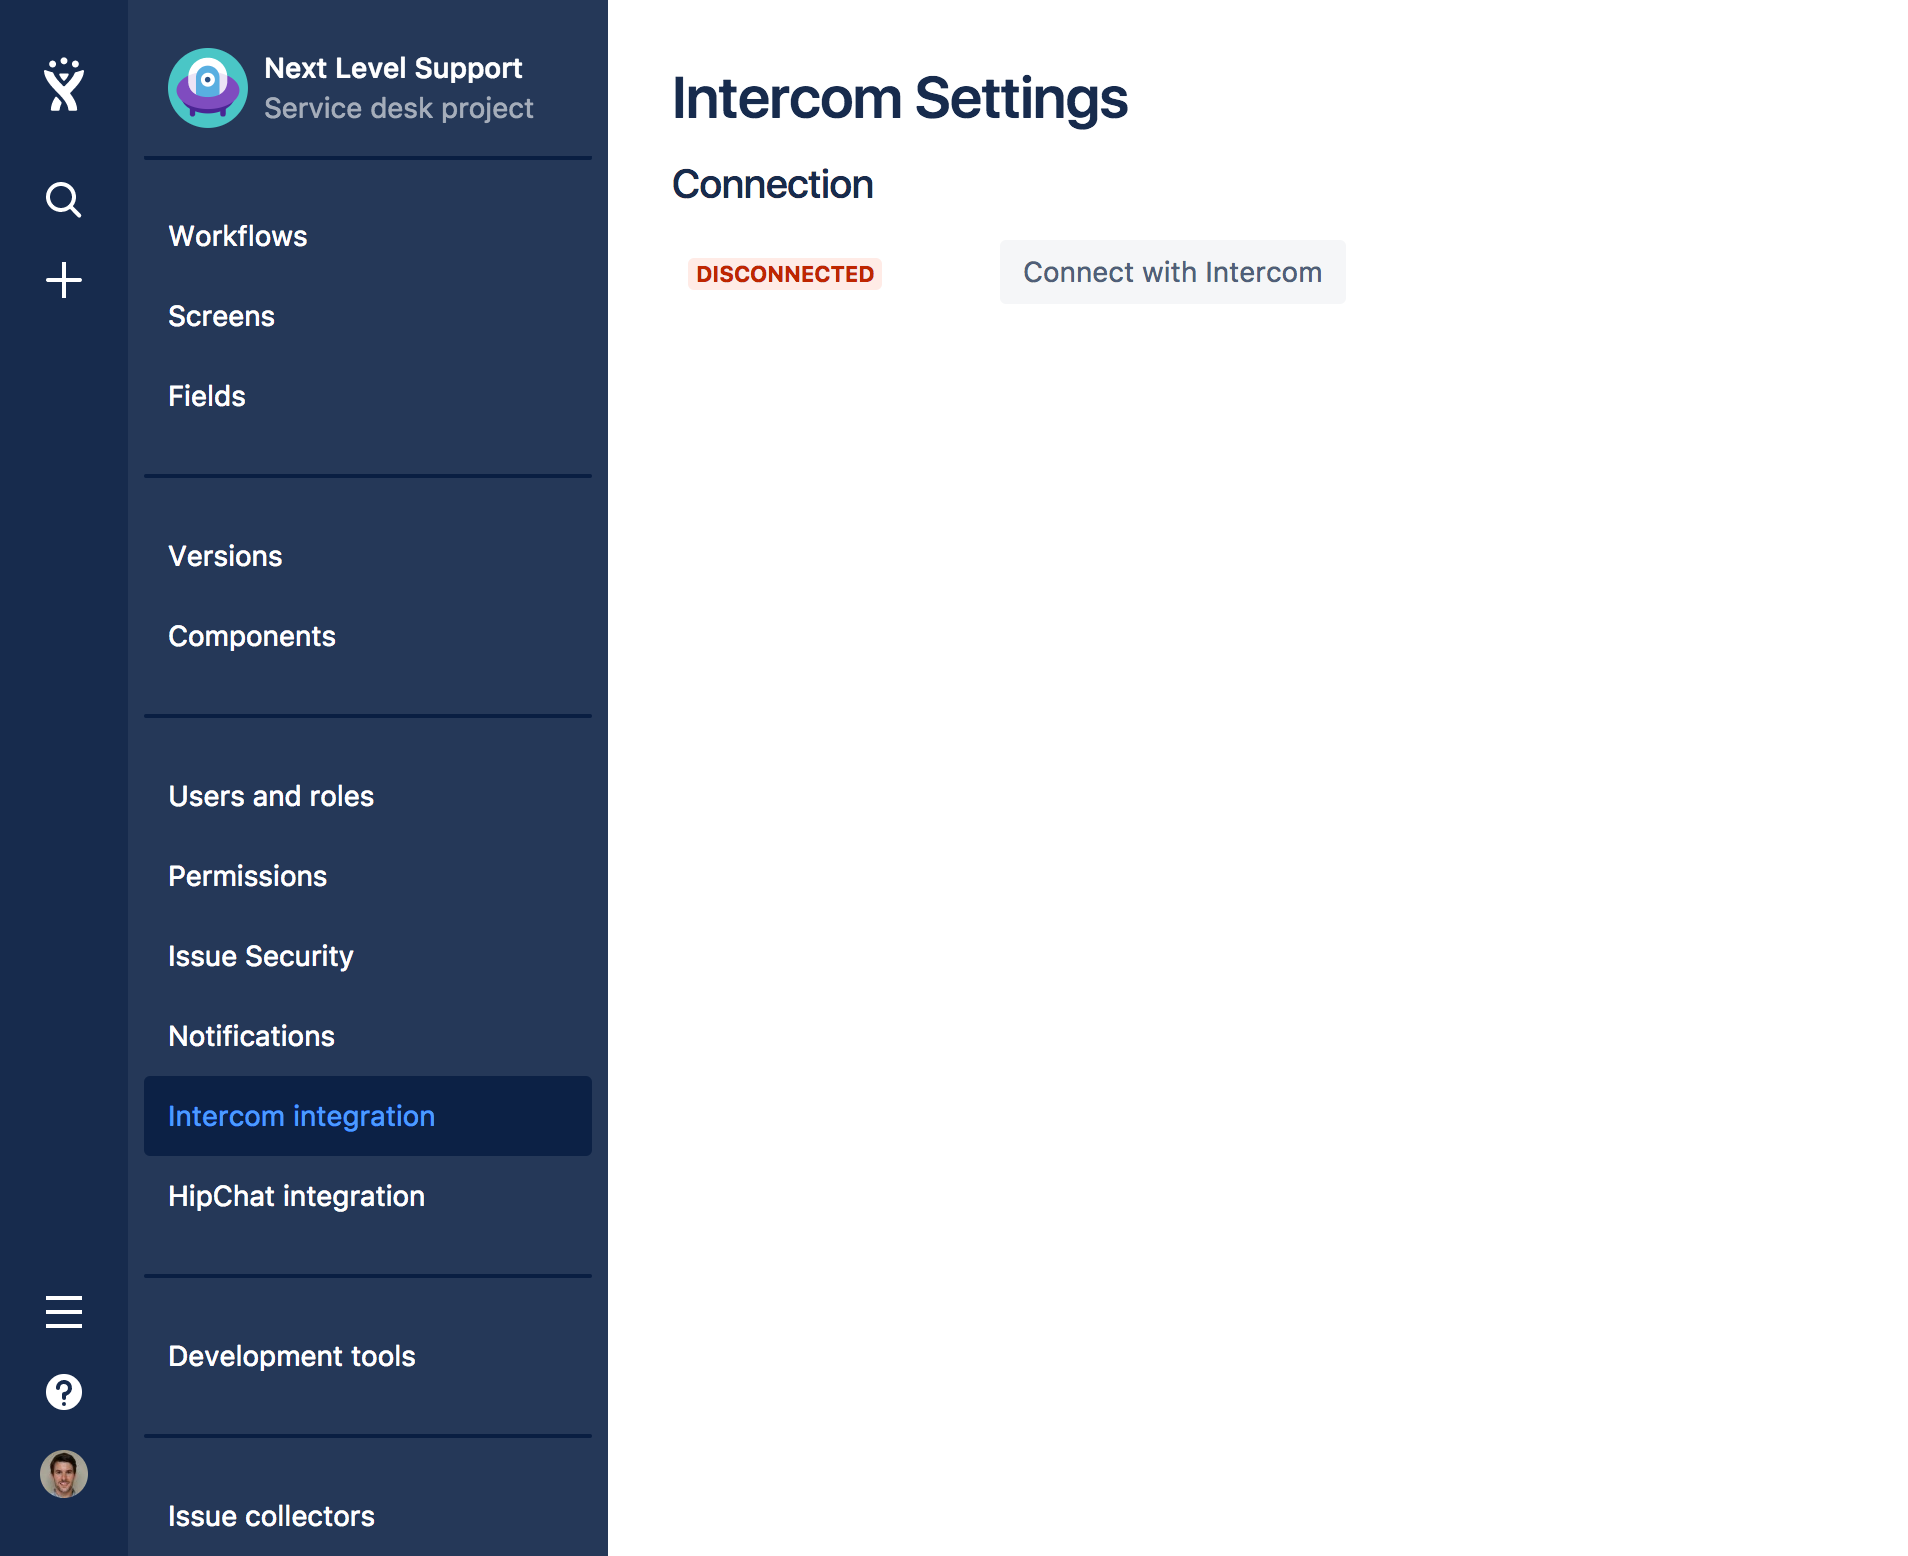 Next Level Support
Service desk project
Workflows
Screens
Fields
Versions
Components
Users and roles
Permissions
Issue Security
Notifications
Intercom integration
HipChat integration
Development tools
Issue collectors
Intercom Settings
Connection
DISCONNECTED
Connect with Intercom